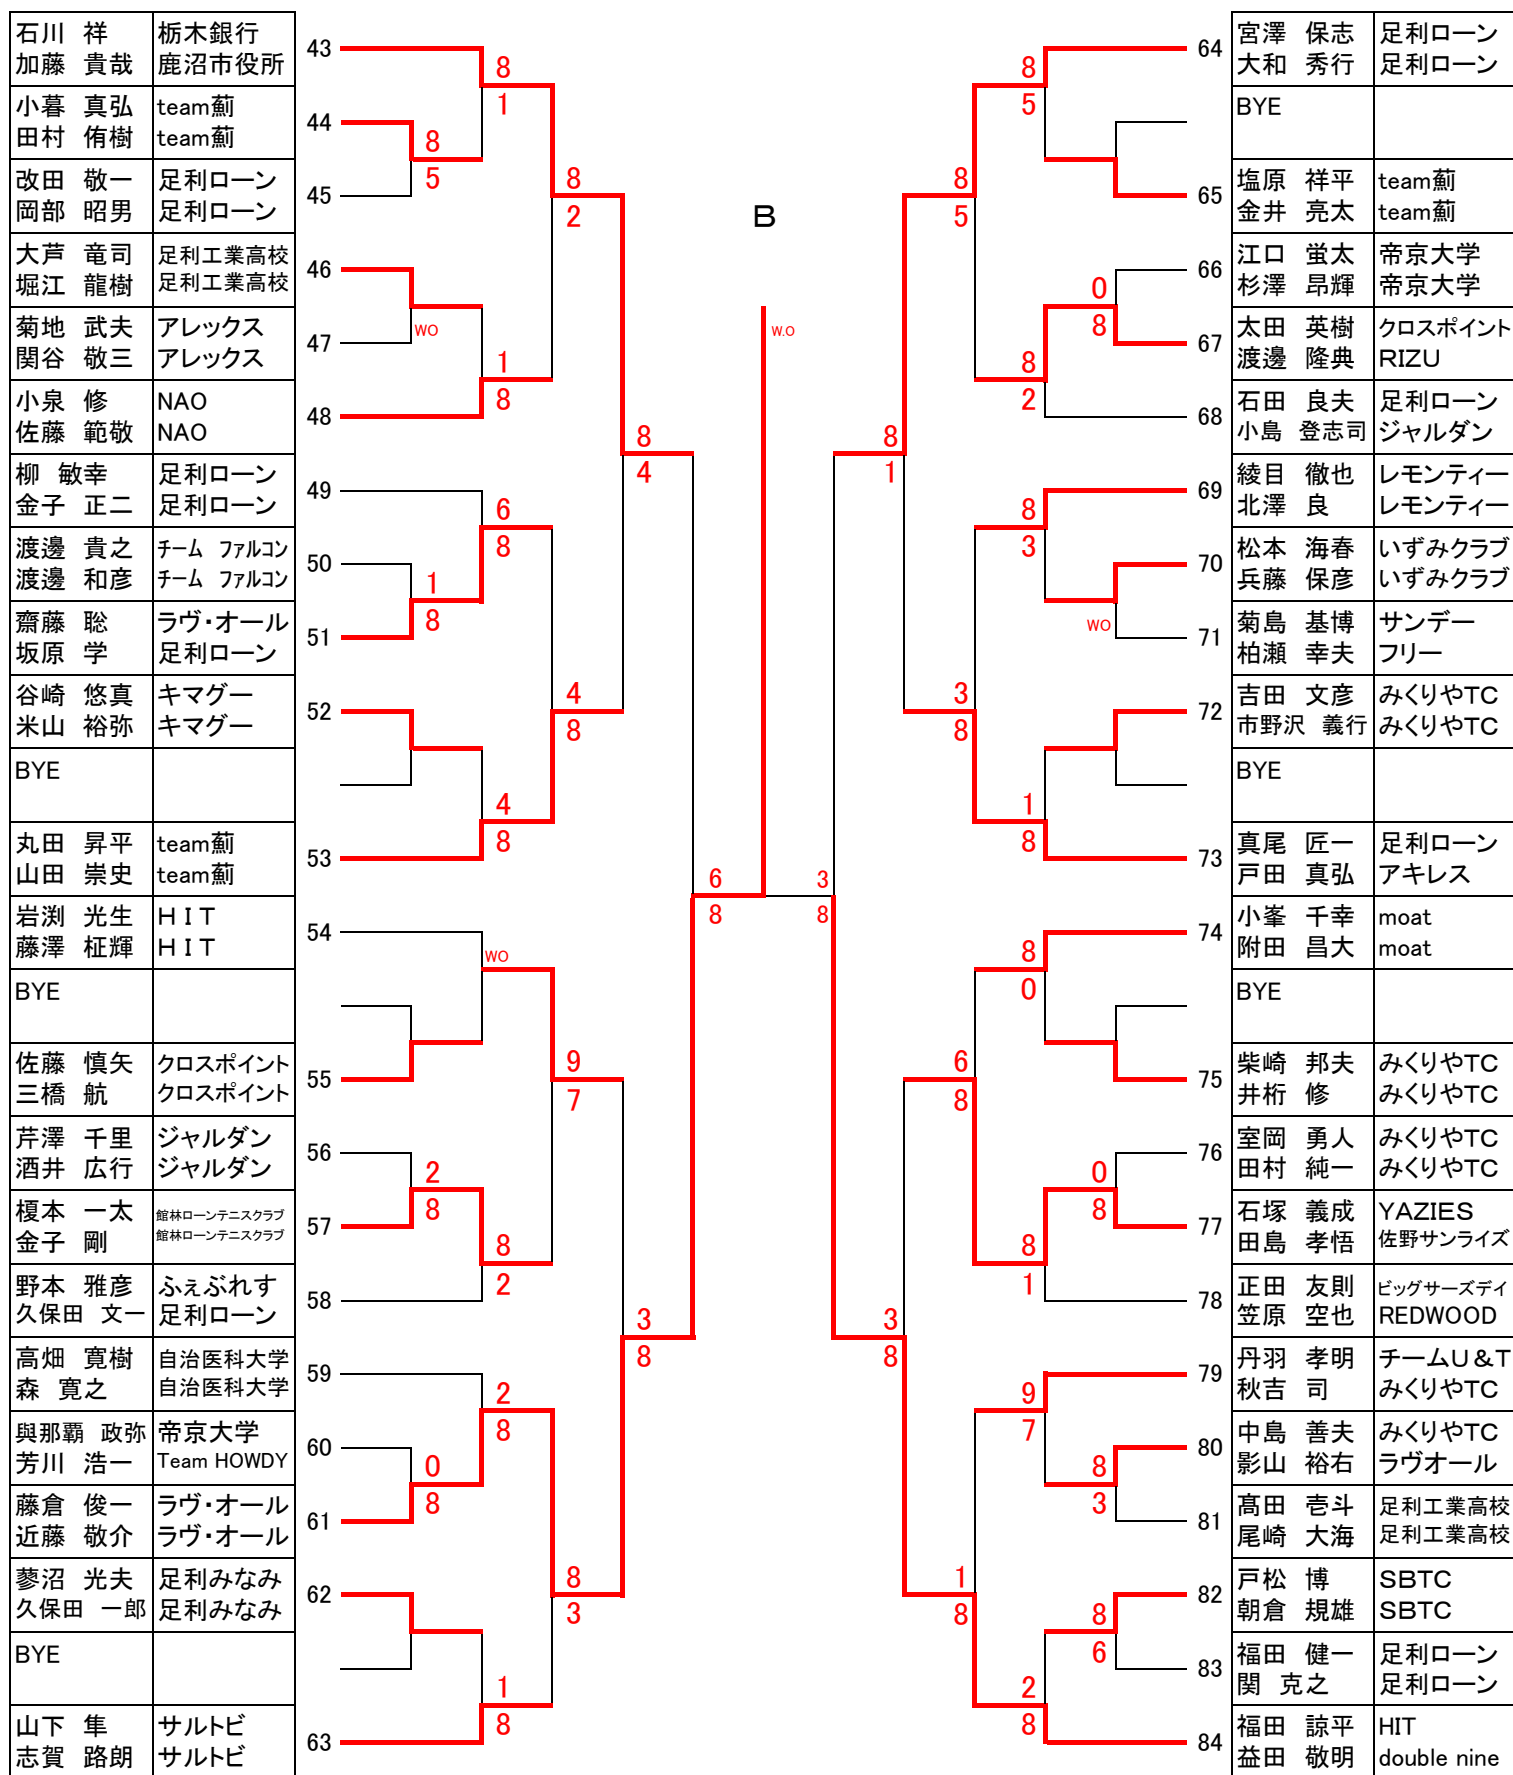 石川 祥 栃木銀行
加藤 貴哉 鹿沼市役所
43
小暮 真弘 team薊
田村 侑樹 team薊
44
改田 敬一 足利ローン
岡部 昭男 足利ローン
45
大芦 竜司 足利工業高校
堀江 龍樹 足利工業高校
46
菊地 武夫 アレックス
関谷 敬三 アレックス
47
小泉 修 NAO
佐藤 範敬 NAO
48
柳 敏幸 足利ローン
金子 正二 足利ローン
49
渡邊 貴之 チーム ファルコン
渡邊 和彦 チーム ファルコン
50
齋藤 聡 ラヴ・オール
坂原 学 足利ローン
51
谷崎 悠真 キマグー
米山 裕弥 キマグー
52
BYE
丸田 昇平 team薊
山田 崇史 team薊
53
岩渕 光生 HIT
藤澤 柾輝 HIT
54
BYE
佐藤 慎矢 クロスポイント
三橋 航 クロスポイント
55
芹澤 千里 ジャルダン
酒井 広行 ジャルダン
56
榎本 一太 館林ローンテニスクラブ
金子 剛 館林ローンテニスクラブ
57
野本 雅彦 ふぇぶれす
久保田 文一 足利ローン
58
高畑 寛樹 自治医科大学
森 寛之 自治医科大学
59
與那覇 政弥 帝京大学
芳川 浩一 Team HOWDY
60
藤倉 俊一 ラヴ・オール
近藤 敬介 ラヴ・オール
61
蓼沼 光夫 足利みなみ
久保田 一郎 足利みなみ
62
BYE
山下 隼 サルトビ
志賀 路朗 サルトビ
63
8
5
WO
1
8
2
8
0
8
8
1
1
8
6
8
4
8
WO
8
2
2
8
1
8
8
2
4
8
9
7
8
3
8
4
3
8
6
8
B
W.O
3
8
8
1
3
8
8
5
3
8
6
8
1
8
8
5
8
2
8
3
1
8
8
0
8
1
9
7
2
8
0
8
WO
0
8
8
3
8
6
64
宮澤 保志 足利ローン
大和 秀行 足利ローン
BYE
65
塩原 祥平 team薊
金井 亮太 team薊
66
江口 蛍太 帝京大学
杉澤 昂輝 帝京大学
67
太田 英樹 クロスポイント
渡邊 隆典 RIZU
68
石田 良夫 足利ローン
小島 登志司 ジャルダン
69
綾目 徹也 レモンティー
北澤 良 レモンティー
70
松本 海春 いずみクラブ
兵藤 保彦 いずみクラブ
71
菊島 基博 サンデー
柏瀬 幸夫 フリー
72
吉田 文彦 みくりやTC
市野沢 義行 みくりやTC
BYE
73
真尾 匠一 足利ローン
戸田 真弘 アキレス
74
小峯 千幸 moat
附田 昌大 moat
BYE
75
柴崎 邦夫 みくりやTC
井桁 修 みくりやTC
76
室岡 勇人 みくりやTC
田村 純一 みくりやTC
77
石塚 義成 YAZIES
田島 孝悟 佐野サンライズ
78
正田 友則 ビッグサーズデイ
笠原 空也 REDWOOD
79
丹羽 孝明 チームU&T
秋吉 司 みくりやTC
80
中島 善夫 みくりやTC
影山 裕右 ラヴオール
81
髙田 壱斗 足利工業高校
尾崎 大海 足利工業高校
82
戸松 博 SBTC
朝倉 規雄 SBTC
83
福田 健一 足利ローン
関 克之 足利ローン
84
福田 諒平 HIT
益田 敬明 double nine